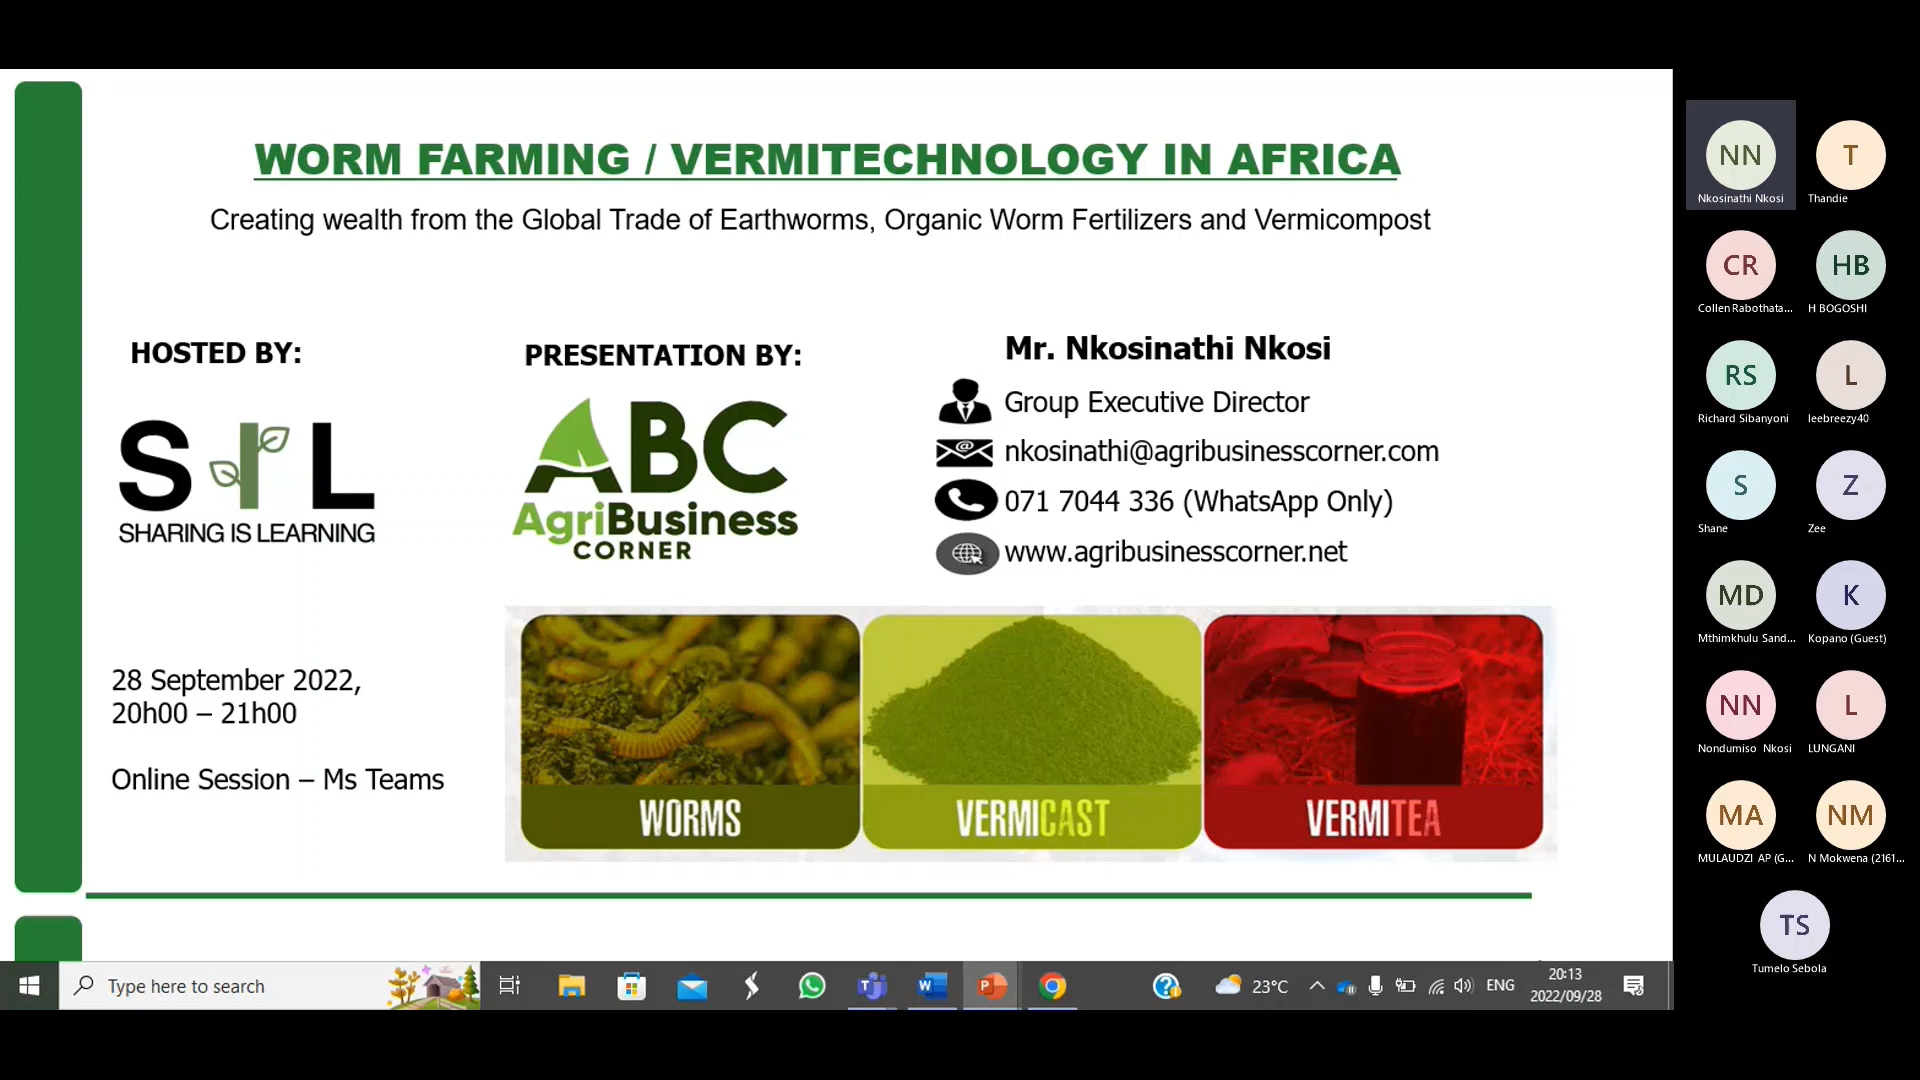 WORM FARMING / VERMITECHNOLOGY IN AFRICA
Creating wealth from the Global Trade of Earthworms, Organic Worm Fertilizers and Vermicompost
HOSTED BY:
SIL
SHARING IS LEARNING
PRESENTATION BY:
ABC
AgriBusiness
CORNER
Mr. Nkosinathi Nkosi
Group Executive Director
nkosinathi@agribusinesscorner.com
071 7044 336 (WhatsApp Only)
www.agribusinesscorner.net
28 September 2022,
20h00 – 21h00
Online Session – Ms Teams
WORMS
VERMICAST
VERMITEA
Type here to search
23°C
ENG
20:13
2022/09/28
NN
Nkosinathi Nkosi
T
Thandie
CR
Collen Rabothata...
HB
H BOGOSHI
RS
Richard Sibanyoni
L
leebreezy40
S
Shane
Z
Zee
MD
Mthimkhulu Sand...
K
Kopano (Guest)
NN
Nondumiso Nkosi
L
LUNGANI
MA
MULAUDZI AP (G...
NM
N Mokwena (2161...
TS
Tumelo Sebola